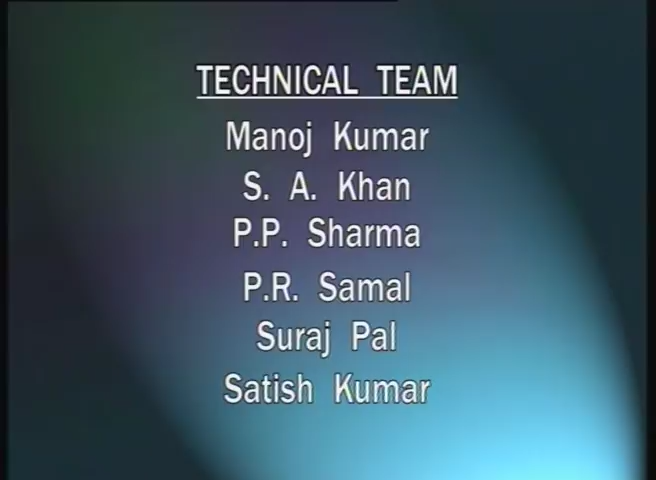 TECHNICAL TEAM
Manoj Kumar
S. A. Khan
P.P. Sharma
P.R. Samal
Suraj Pal
Satish Kumar